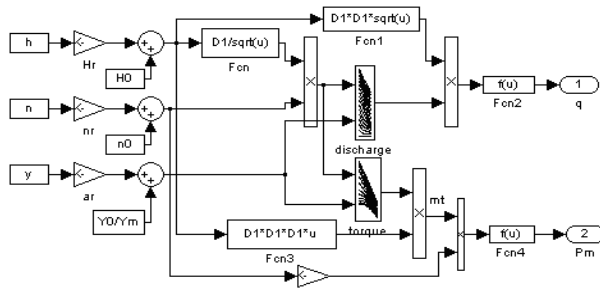 h
Hr
H0
D1/sqrt(u)
Fcn
D1*D1*sqrt(u)
Fcn1
f(u)
Fcn2
1
q
n
nr
n0
discharge
y
ar
Y0/Ym
torque
mt
D1*D1*D1*u
Fcn3
f(u)
Fcn4
2
Pm